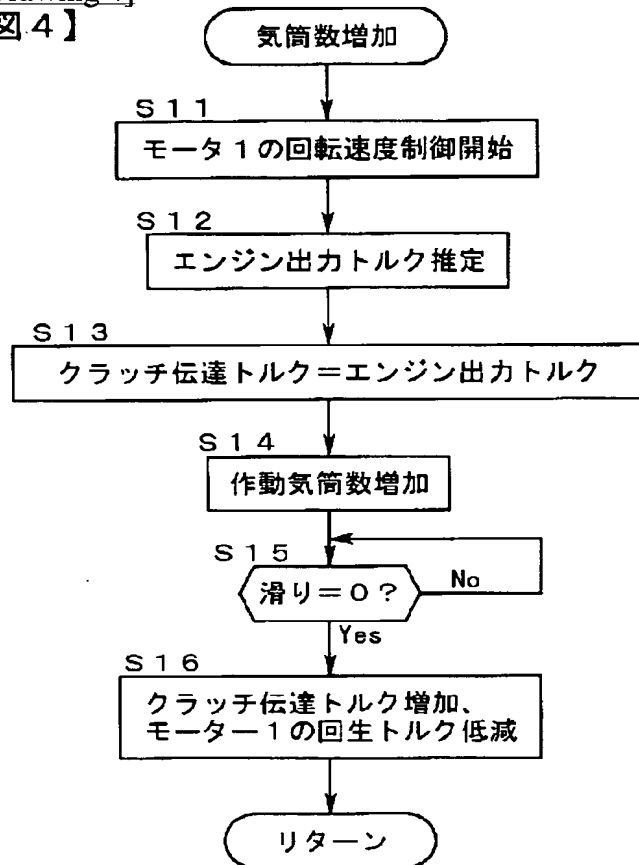 図.4】
気筒数増加
S11
モータ1の回転速度制御開始
S12
エンジン出力トルク推定
S13
クラッチ伝達トルク＝エンジン出力トルク
S14
作動気筒数増加
S15
滑り＝0？
No
Yes
S16
クラッチ伝達トルク増加、
モーター1の回生トルク低減
リターン